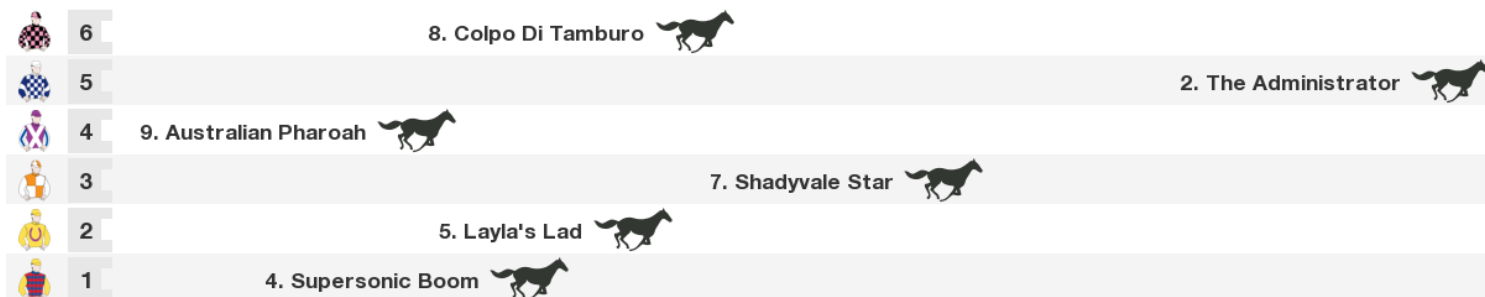 6 8. Colpo Di Tamburo
5 2. The Administrator
4 9. Australian Pharoah
3 7. Shadyvale Star
2 5. Layla's Lad
1 4. Supersonic Boom